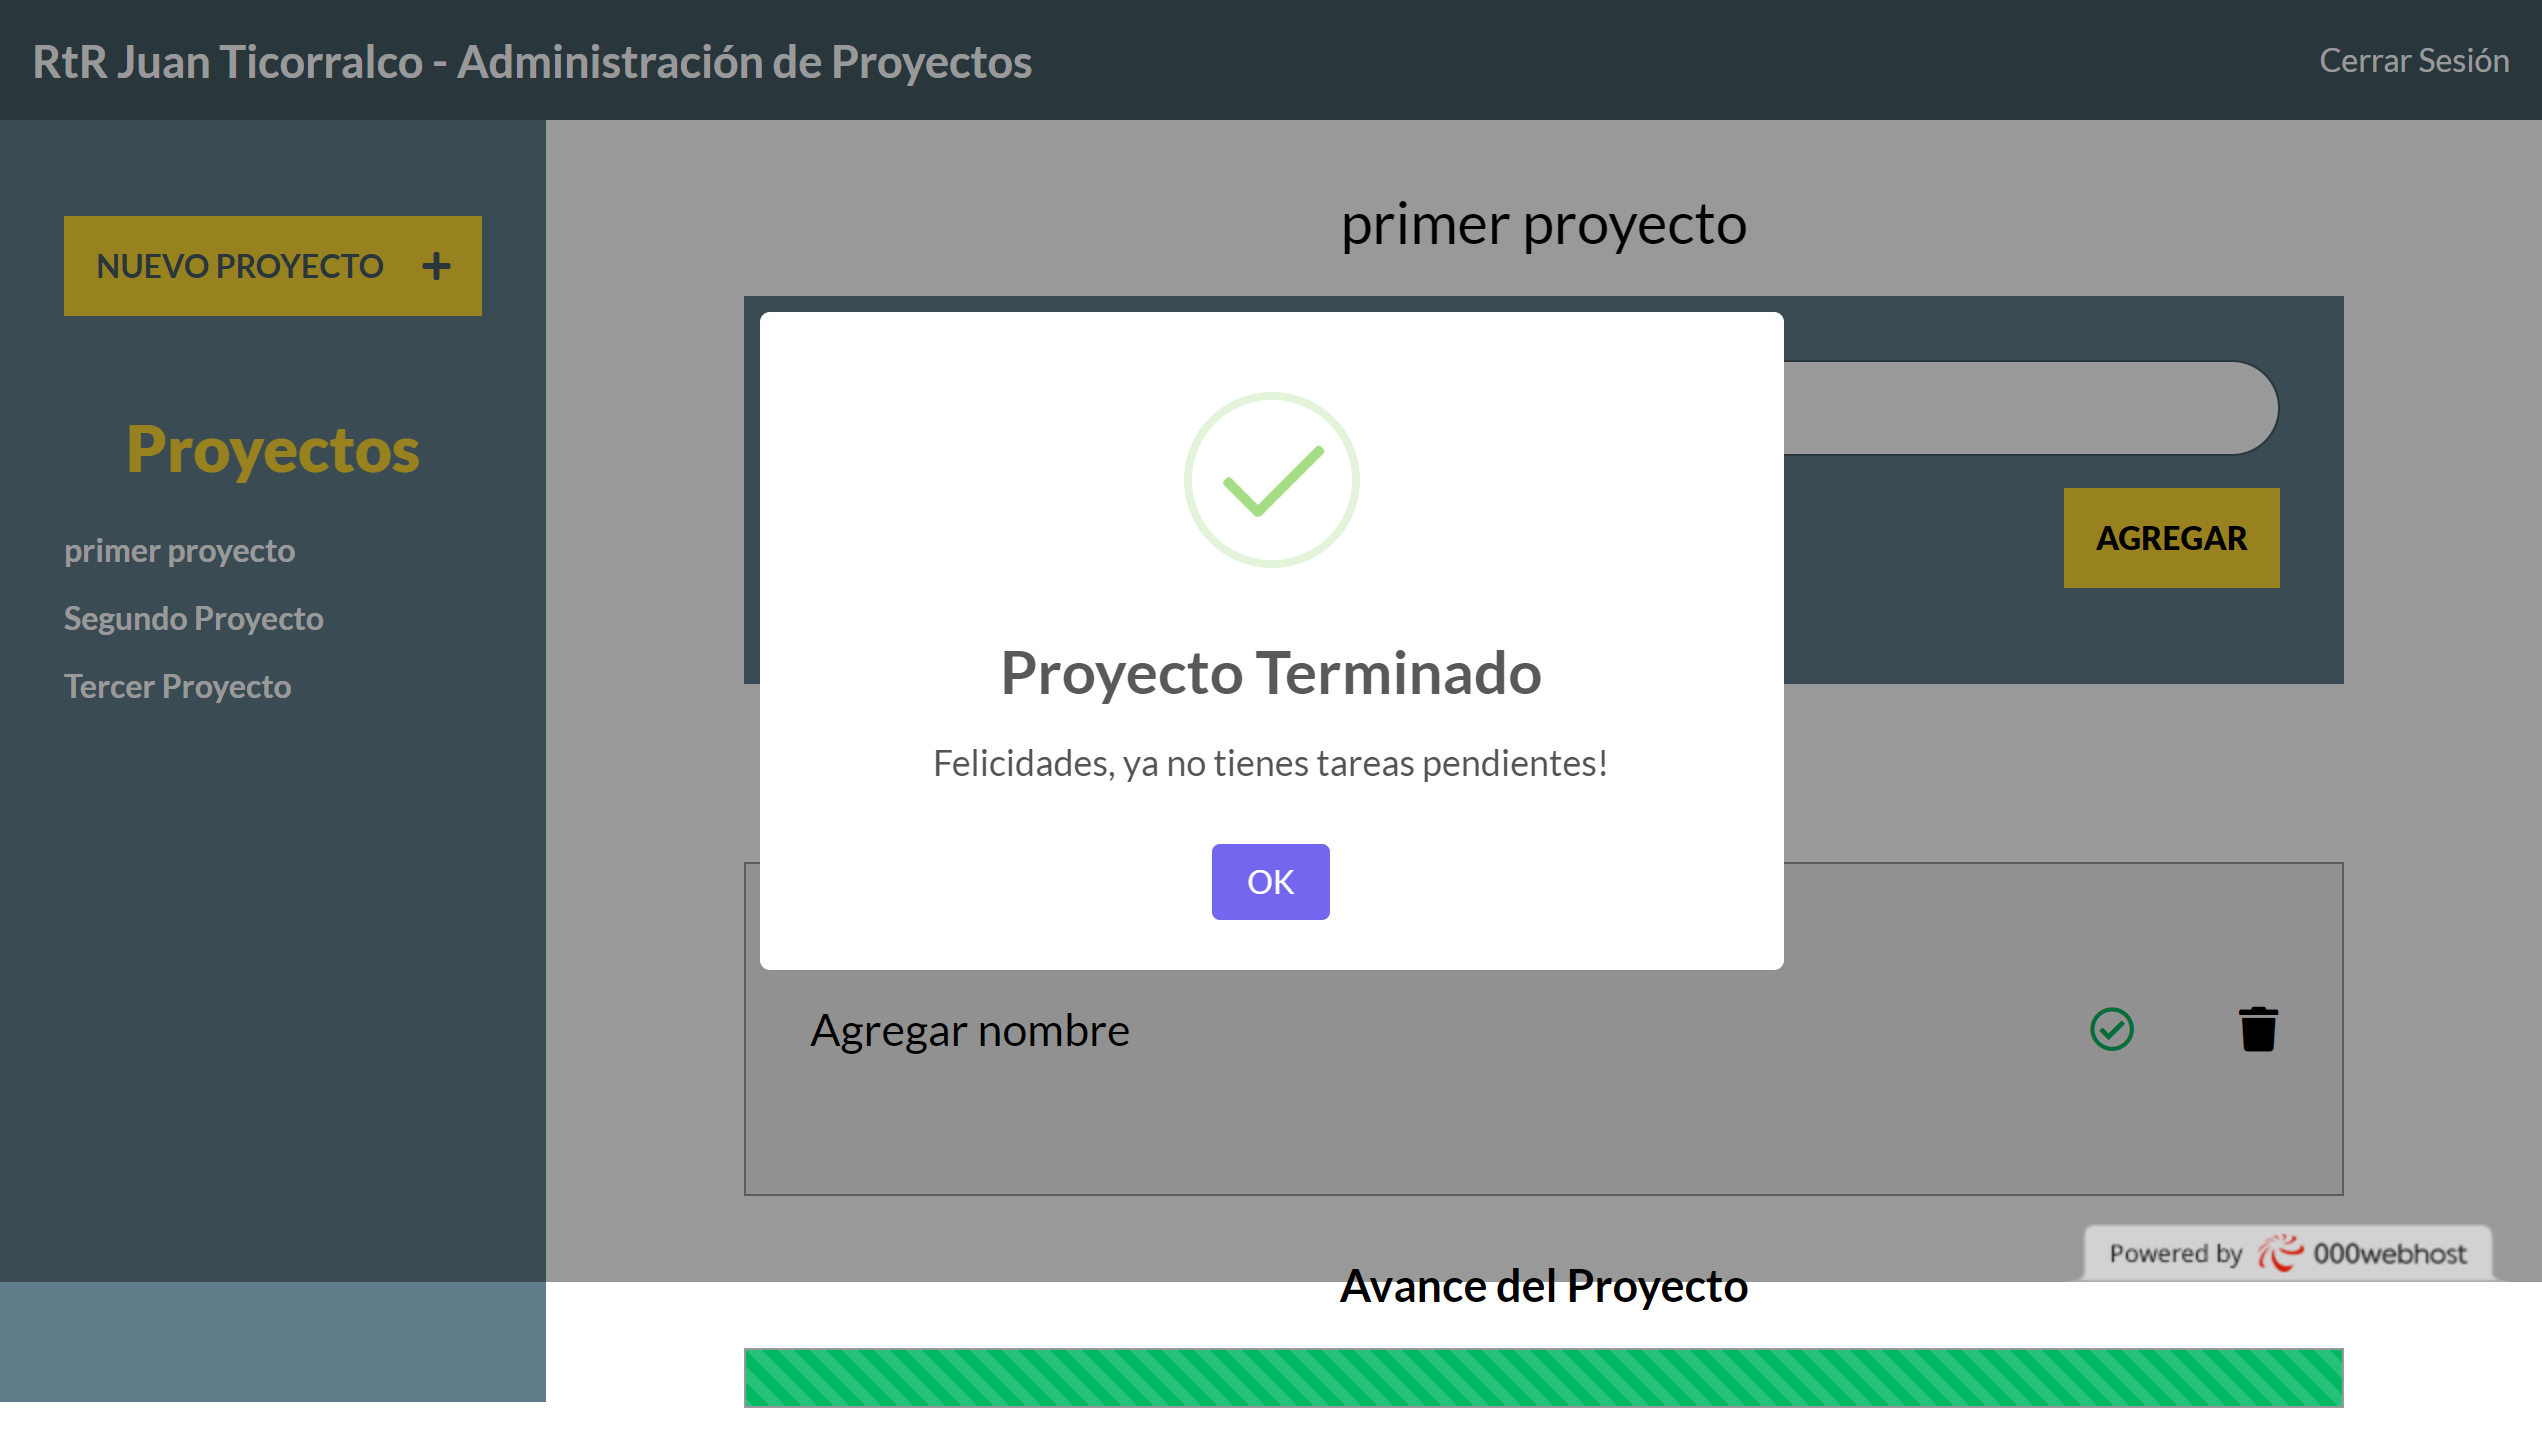 RtR Juan Ticorralco - Administración de Proyectos
Cerrar Sesión
NUEVO PROYECTO
Proyectos
primer proyecto
Segundo Proyecto
Tercer Proyecto
primer proyecto
AGREGAR
Proyecto Terminado
Felicidades, ya no tienes tareas pendientes!
OK
Agregar nombre
Powered by 000webhost
Avance del Proyecto